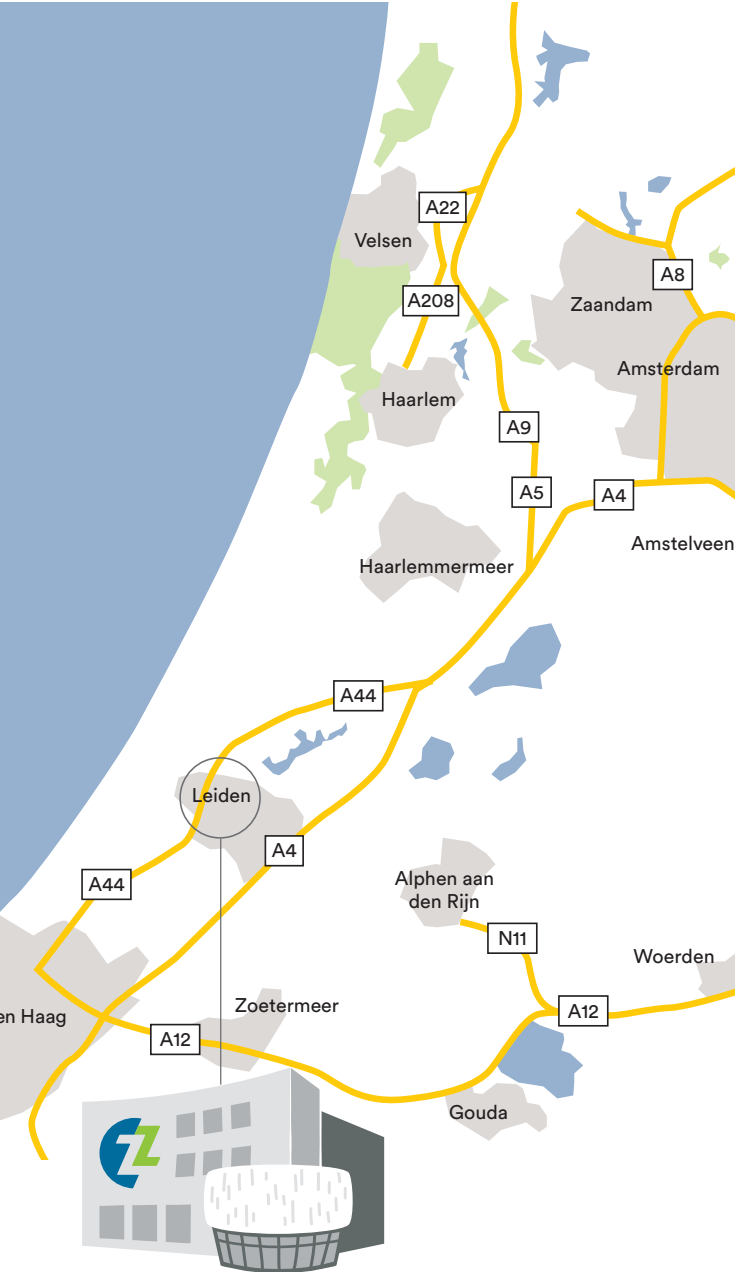 A22
Velsen
A8
A208
Zaandam
Amsterdam
Haarlem
A9
A5
A4
Amstelveen
Haarlemmermeer
A44
Leiden
A4
A44
Alphen aan
den Rijn
N11
Woerden
Zoetermeer
en Haag
A12
A12
Gouda
ZZ